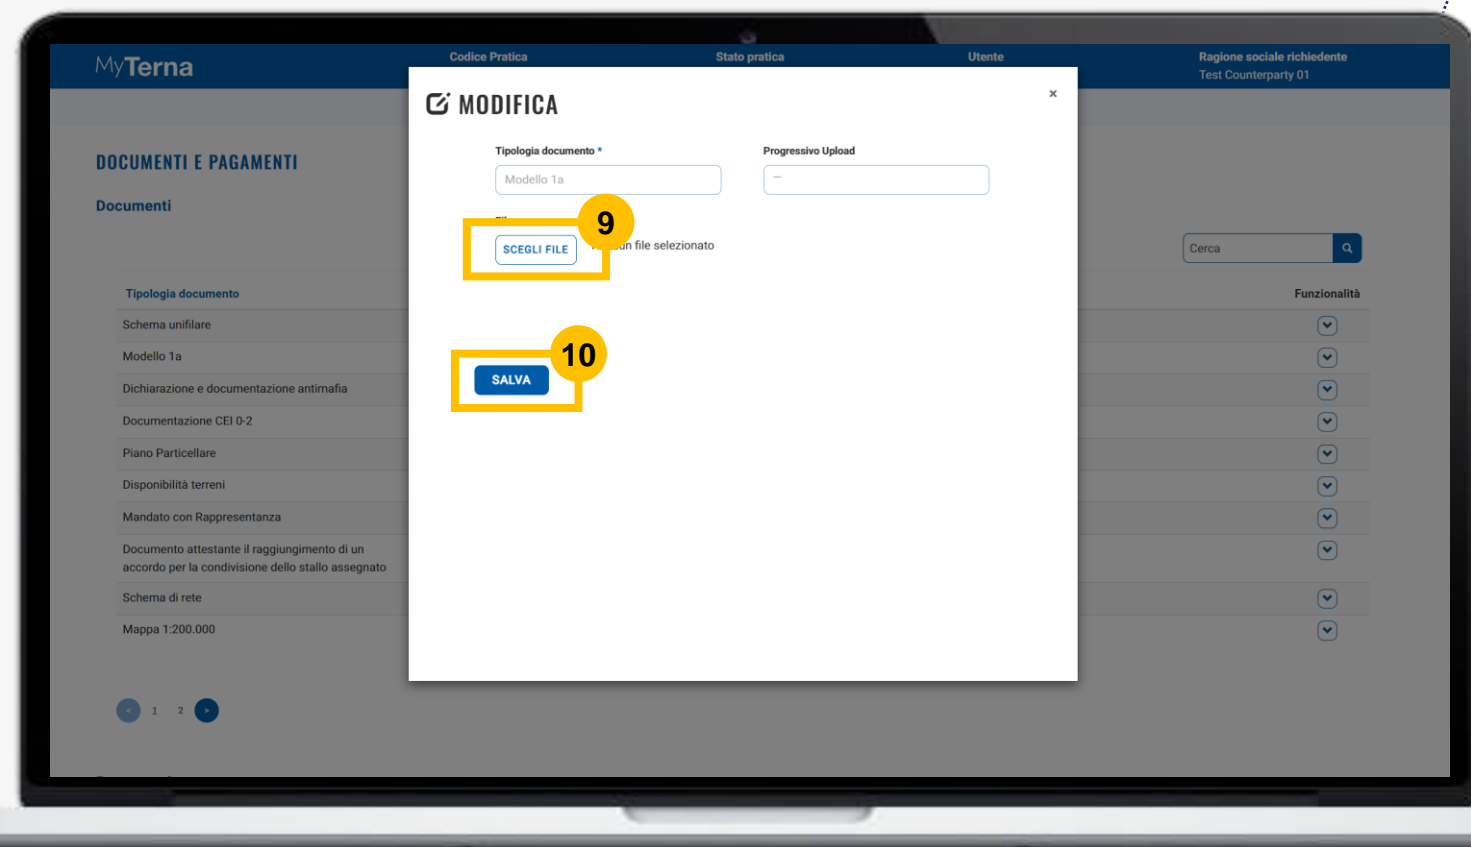 MyTerna
Codice Pratica
Stato pratica
Utente
Ragione sociale richiedente
Test Counterparty 01
MODIFICA
×
Tipologia documento *
Progressivo Upload
Modello 1a
—
9
SCEGLI FILE
file selezionato
10
SALVA
DOCUMENTI E PAGAMENTI
Documenti
Cerca
Tipologia documento
Funzionalità
Schema unifilare
Modello 1a
Dichiarazione e documentazione antimafia
Documentazione CEI 0-2
Piano Particellare
Disponibilità terreni
Mandato con Rappresentanza
Documento attestante il raggiungimento di un
accordo per la condivisione dello stallo assegnato
Schema di rete
Mappa 1:200.000
<
1
2
>